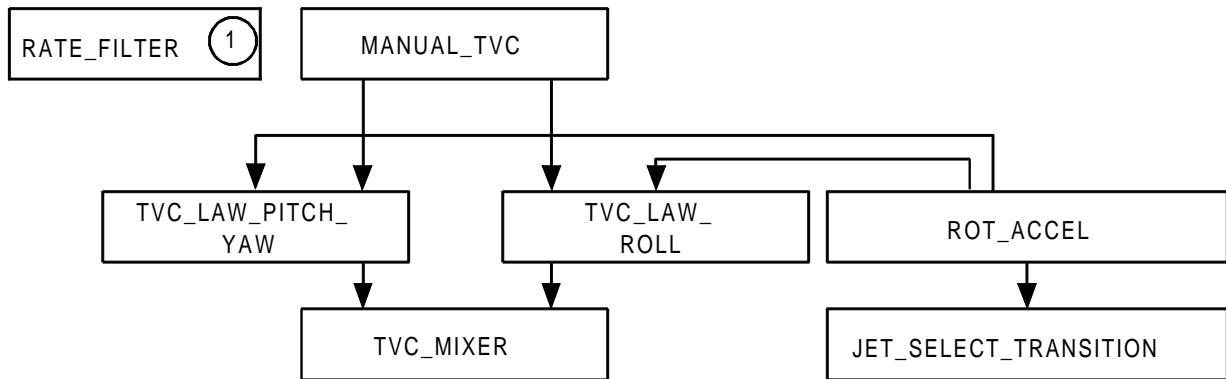 RATE_FILTER 1
MANUAL_TVC
TVC_LAW_PITCH_
YAW
TVC_LAW_
ROLL
ROT_ACCEL
TVC_MIXER
JET_SELECT_TRANSITION